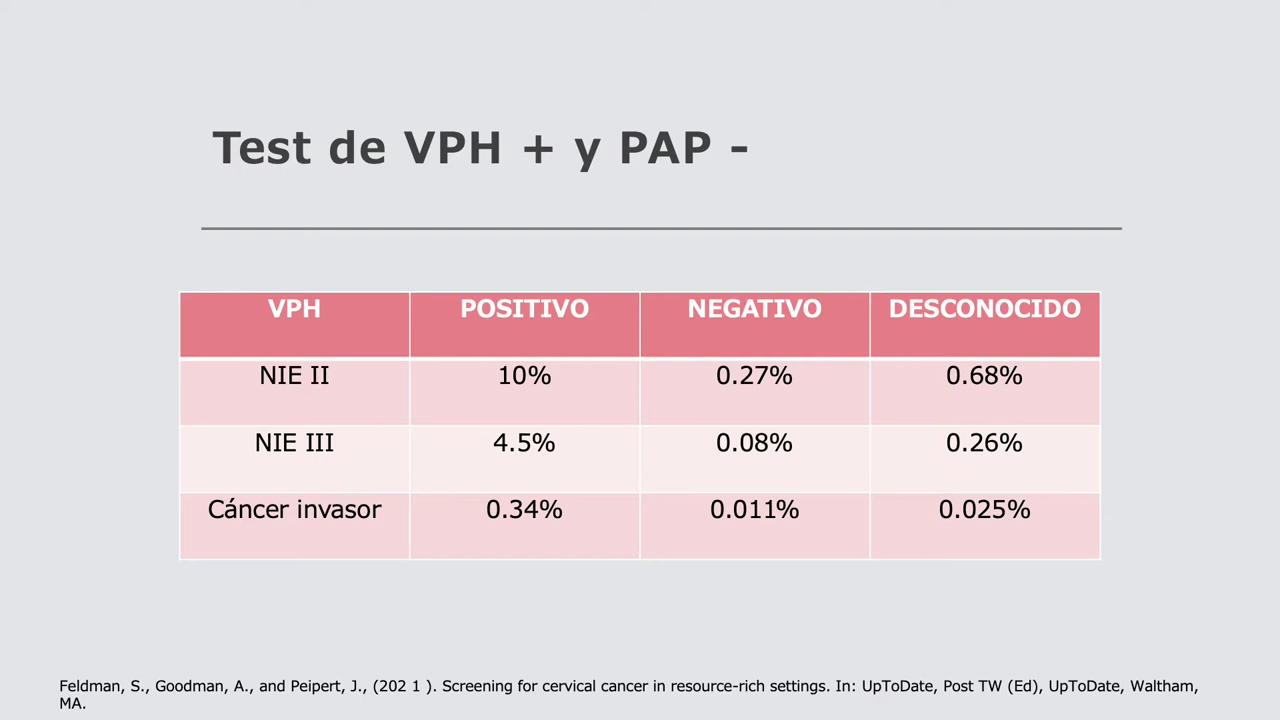 Test de VPH + y PAP -
VPH POSITIVO NEGATIVO DESCONOCIDO
NIE II 10% 0.27% 0.68%
NIE III 4.5% 0.08% 0.26%
Cáncer invasor 0.34% 0.011% 0.025%
Feldman, S., Goodman, A., and Peipert, J., (202 1 ). Screening for cervical cancer in resource-rich settings. In: UpToDate, Post TW (Ed), UpToDate, Waltham,
MA.